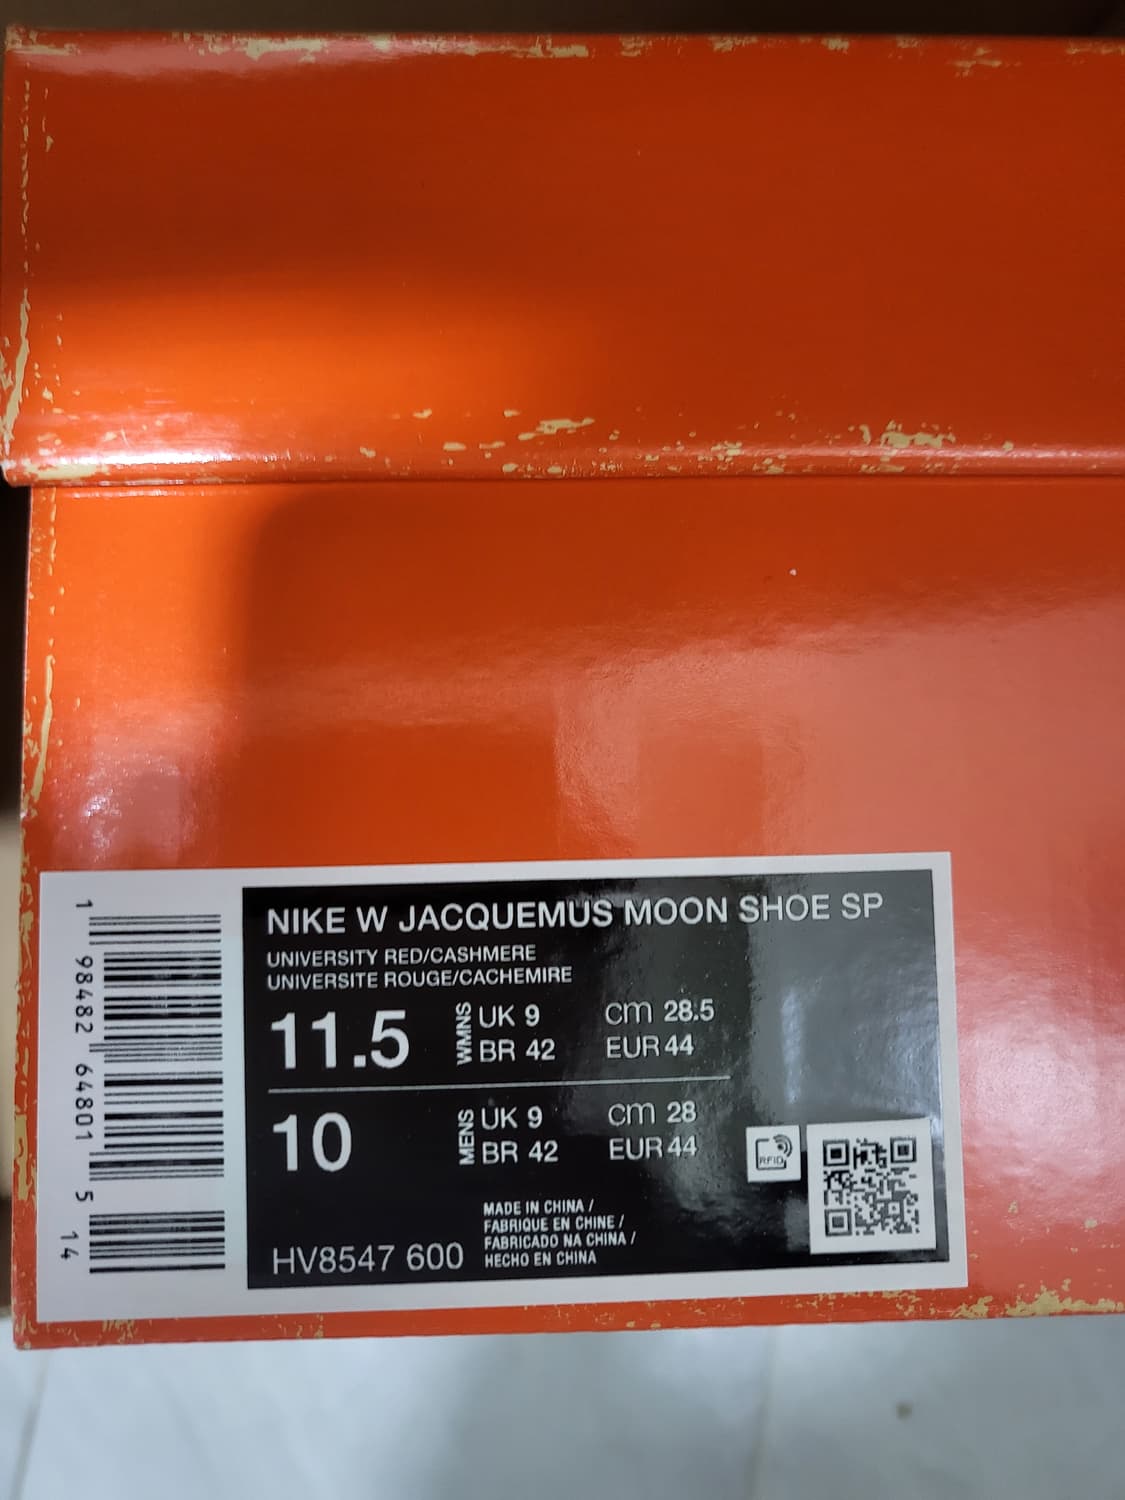 NIKE W JACQUEMUS MOON SHOE SP
UNIVERSITY RED/CASHMERE
UNIVERSITE ROUGE/CACHEMIRE
11.5 WMNS UK 9 cm 28.5
BR 42 EUR 44
10 MENS UK 9 cm 28
BR 42 EUR 44
RFID
HV8547 600
MADE IN CHINA /
FABRIQUE EN CHINE /
FABRICADO NA CHINA /
HECHO EN CHINA
1 98482 64801 5 14